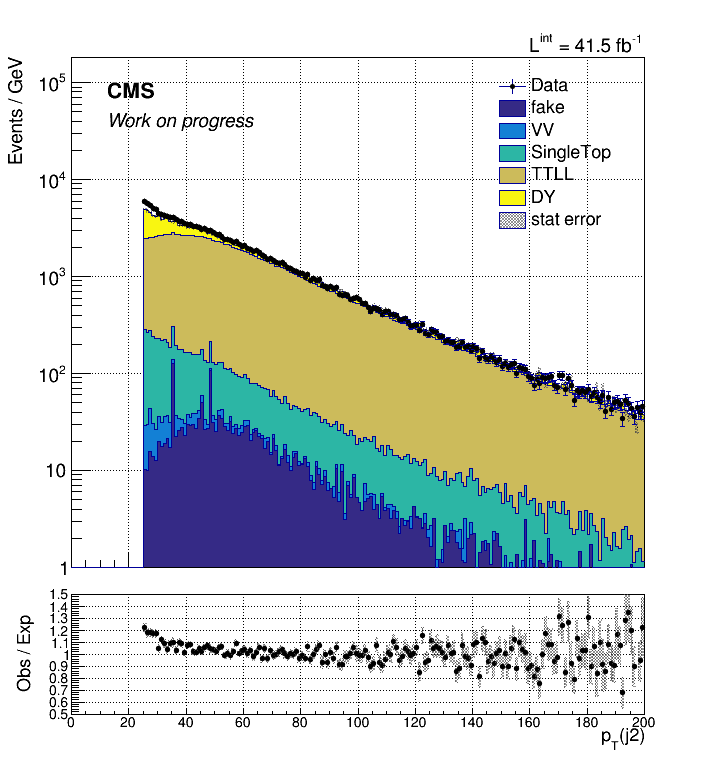 L^int = 41.5 fb^-1
Events / GeV
10^5
10^4
10^3
10^2
10
1
CMS
Work on progress
Data
fake
VV
SingleTop
TTLL
DY
stat error
Obs / Exp
1.5
1.4
1.3
1.2
1.1
1
0.9
0.8
0.7
0.6
0.5
0 20 40 60 80 100 120 140 160 180 200
p_T(j2)